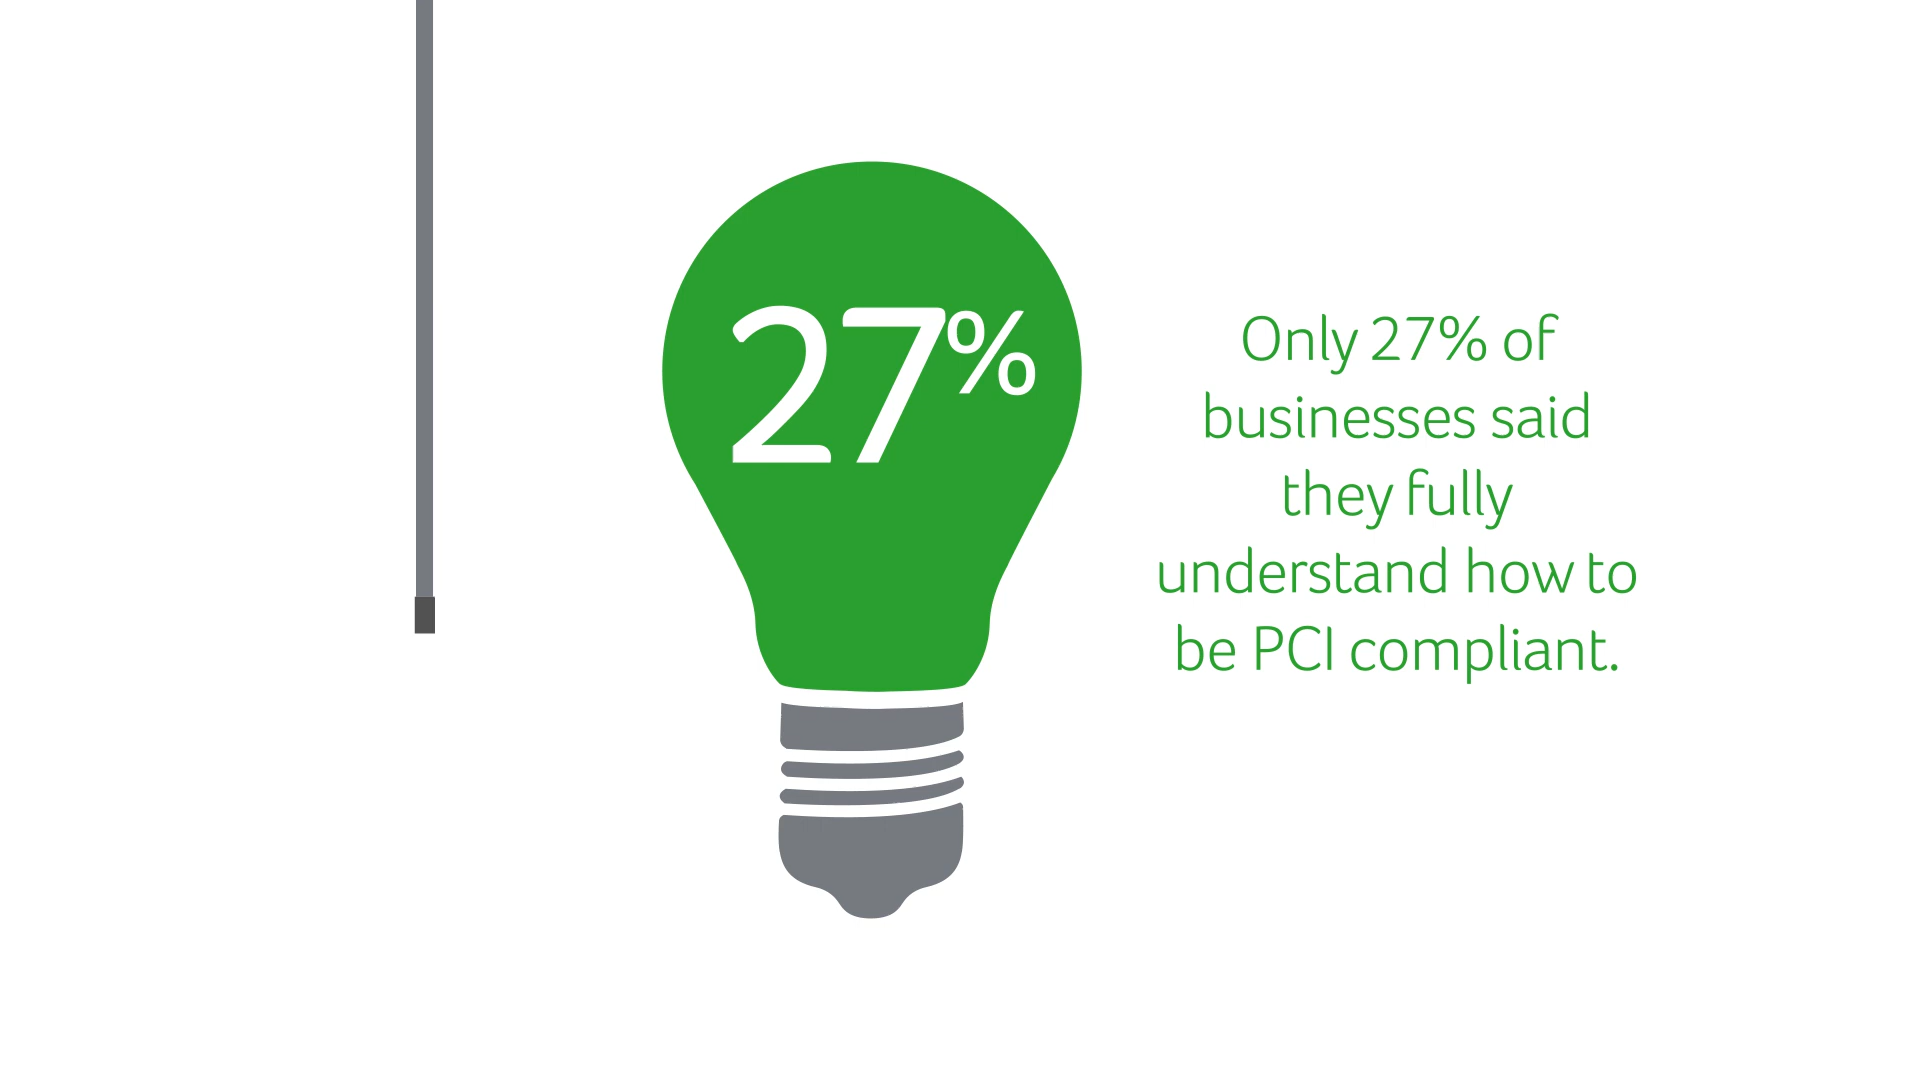 27%
Only 27% of
businesses said
they fully
understand how to
be PCI compliant.